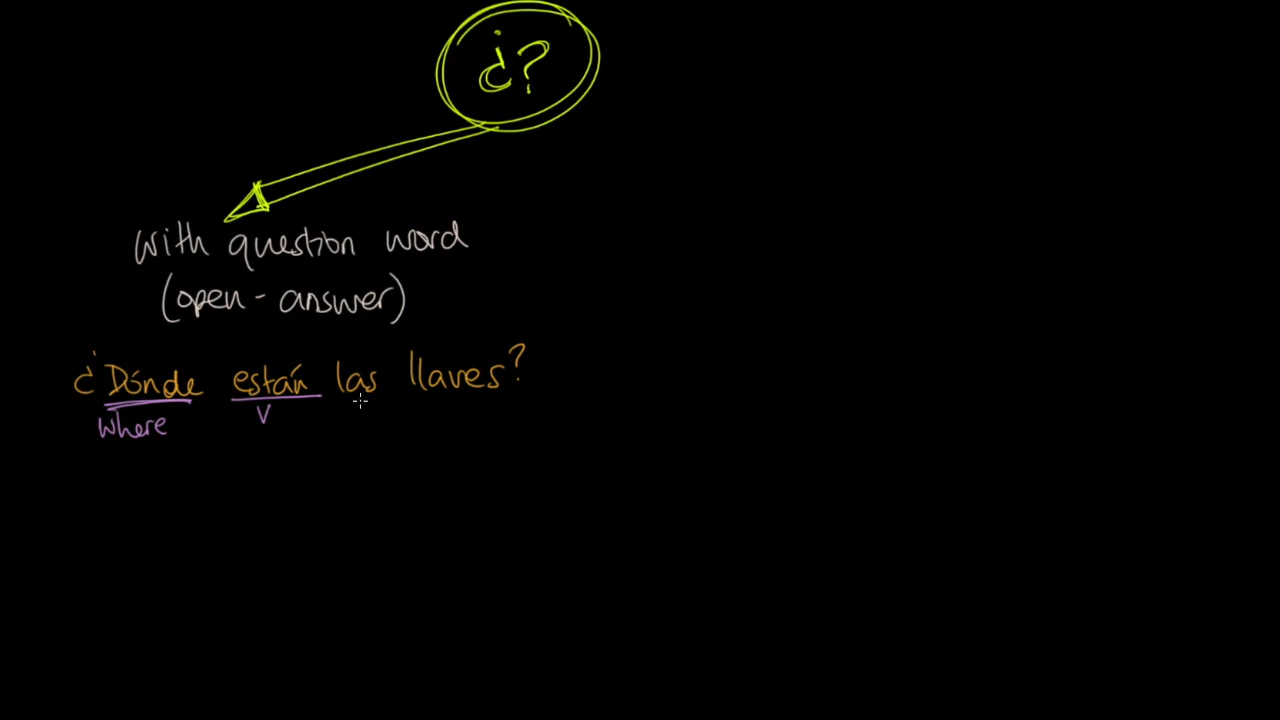 ¿?
With question word
(open-answer)
¿Dónde están las llaves?
Where V